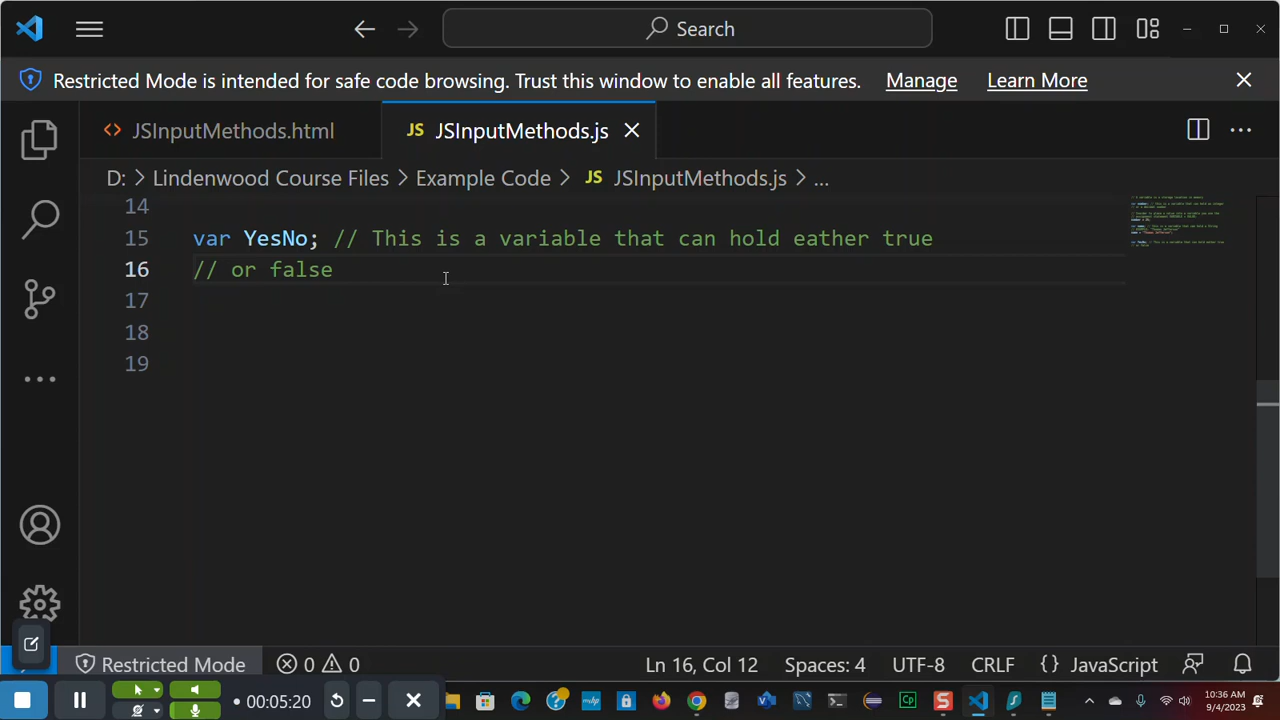 Search
Restricted Mode is intended for safe code browsing. Trust this window to enable all features. Manage Learn More
JSInputMethods.html JS JSInputMethods.js
D: > Lindenwood Course Files > Example Code > JS JSInputMethods.js > ...
14
15 var YesNo; // This is a variable that can hold eather true
16 // or false
17
18
19
Restricted Mode 0 0 Ln 16, Col 12 Spaces: 4 UTF-8 CRLF {} JavaScript
00:05:20 10:36 AM
9/4/2023